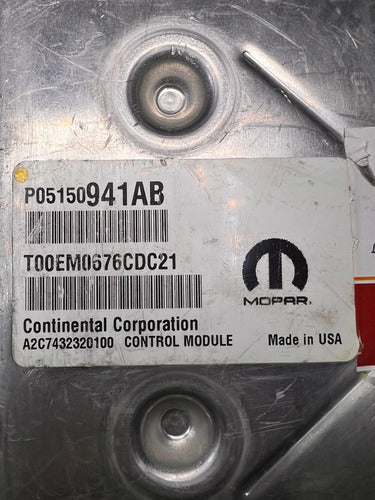 P05150941AB
T00EM0676CDC21
MOPAR
Continental Corporation
A2C7432320100 CONTROL MODULE Made in USA